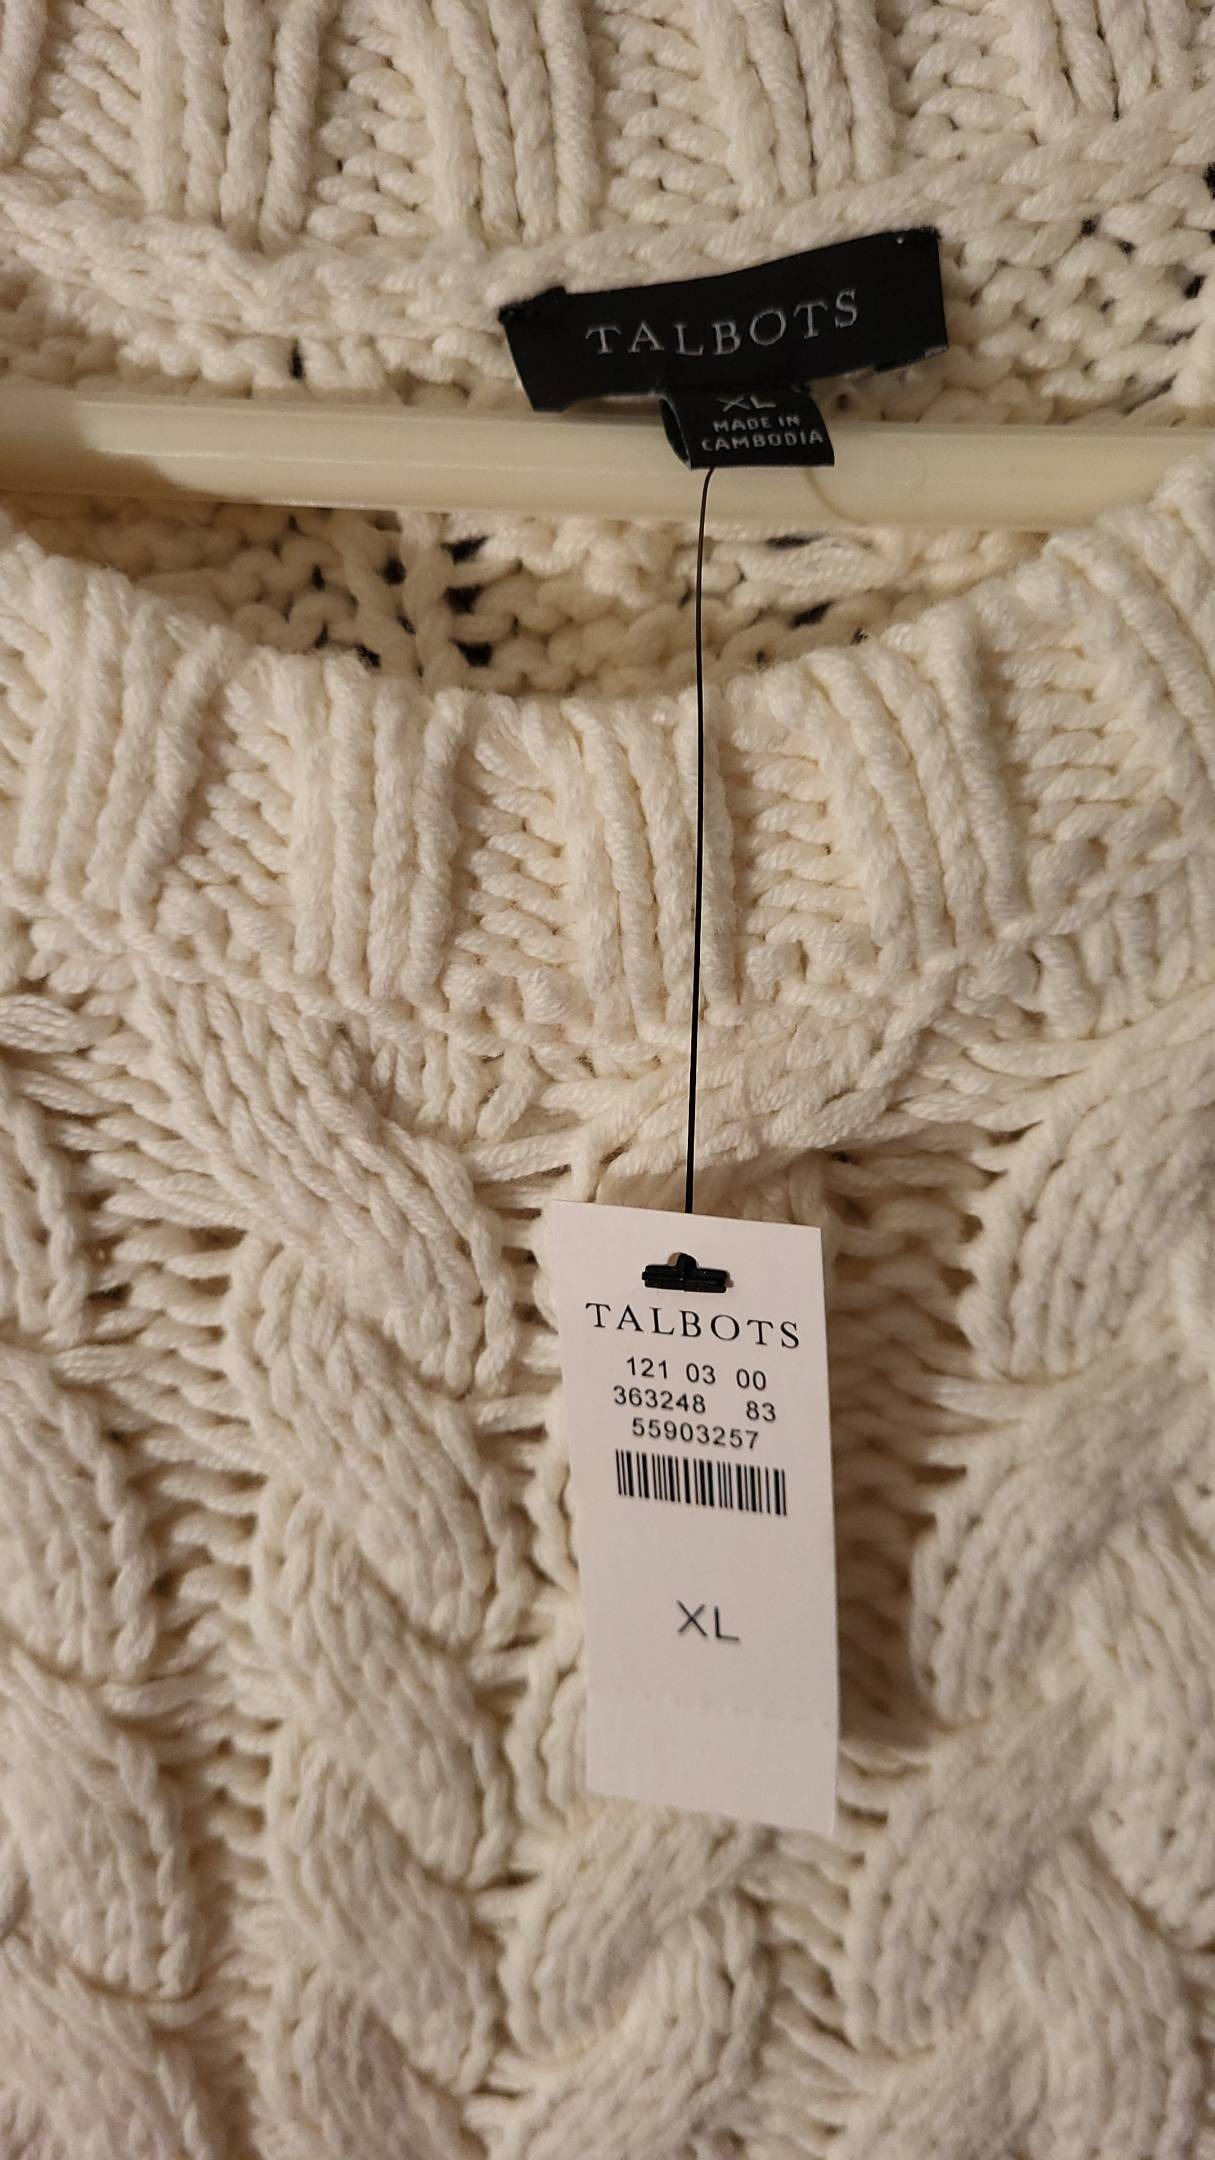 TALBOTS
XL
MADE IN
CAMBODIA
TALBOTS
121 03 00
363248 83
55903257
XL